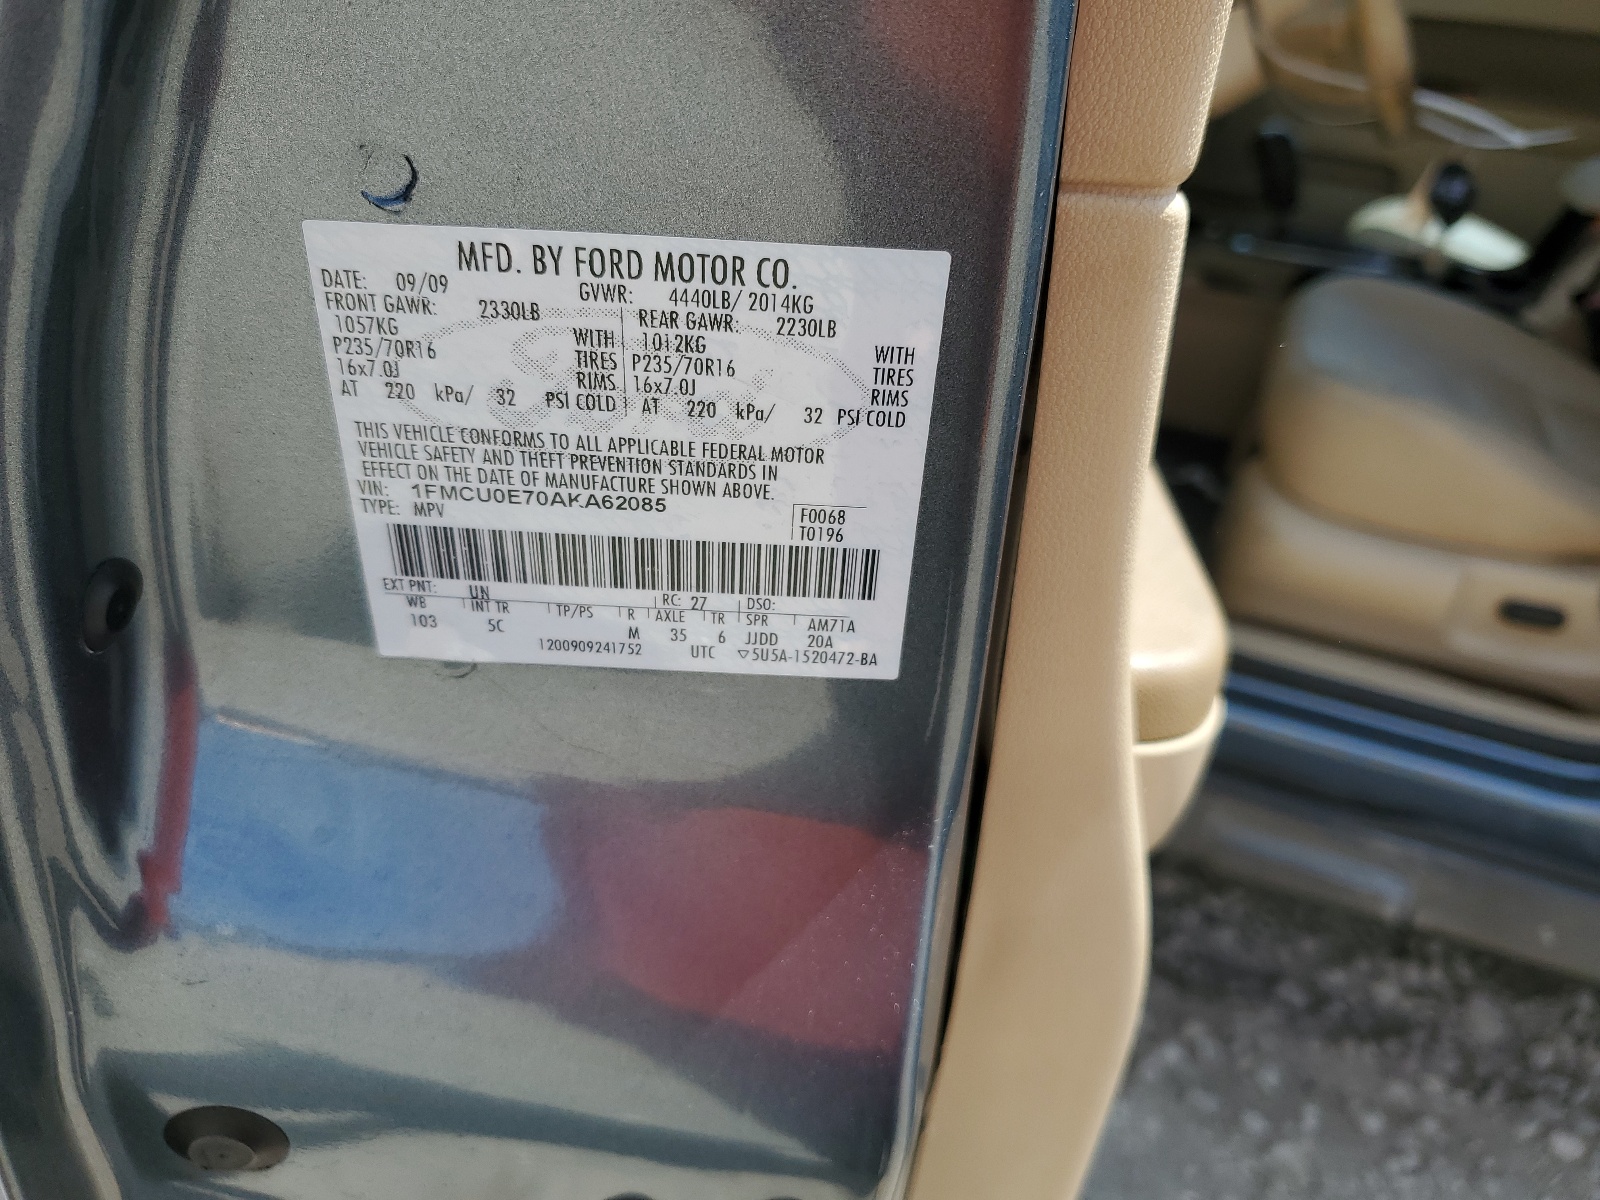 MFD. BY FORD MOTOR CO.
DATE: 09/09 GVWR: 4440LB/ 2014KG
FRONT GAWR: 2330LB REAR GAWR: 2230LB
1057KG WITH 1012KG WITH
P235/70R16 TIRES P235/70R16 TIRES
16x7.0J RIMS 16x7.0J RIMS
AT 220 kPa/ 32 PSI COLD AT 220 kPa/ 32 PSI COLD
THIS VEHICLE CONFORMS TO ALL APPLICABLE FEDERAL MOTOR
VEHICLE SAFETY AND THEFT PREVENTION STANDARDS IN
EFFECT ON THE DATE OF MANUFACTURE SHOWN ABOVE.
VIN: 1FMCU0E70AKA62085
TYPE: MPV F0068
T0196
EXT PNT: UN RC: 27 DSO:
WB INT TR TP/PS R AXLE TR SPR AM71A
103 5C M 35 6 JJDD 20A
1200909241752 UTC ▽5U5A-1520472-BA